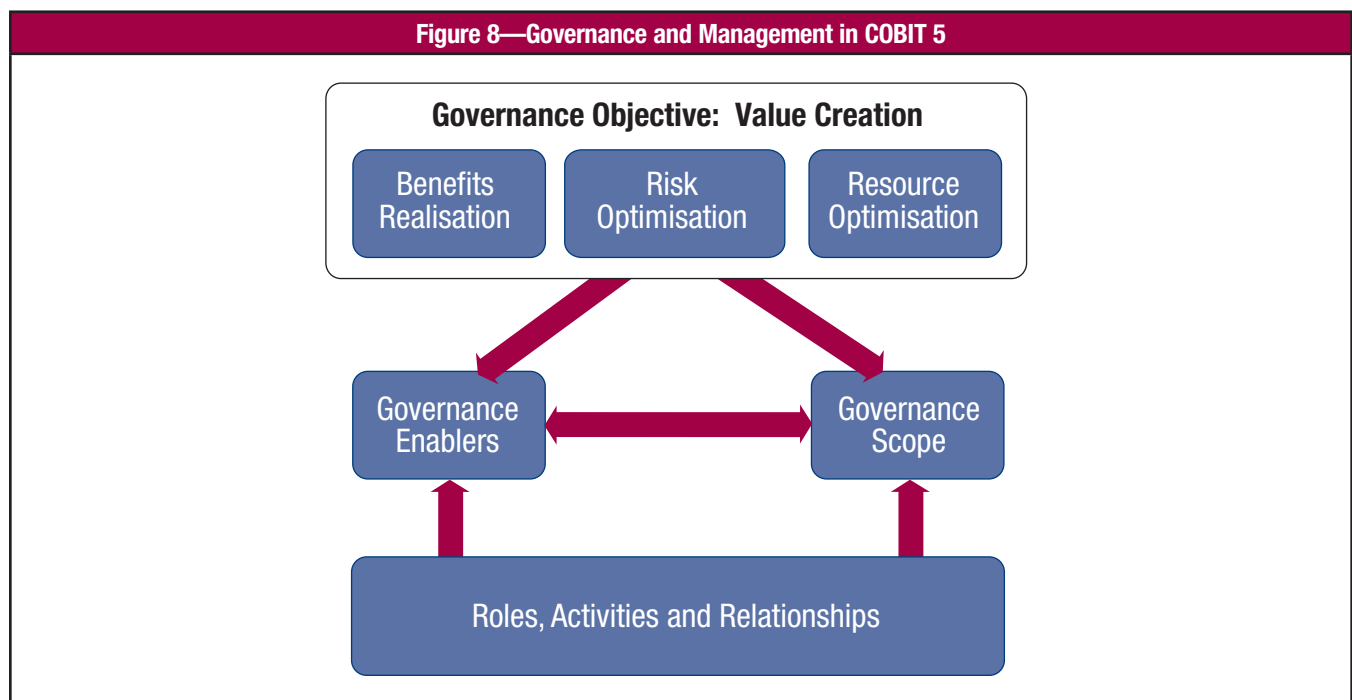 Figure 8—Governance and Management in COBIT 5
Governance Objective: Value Creation
Benefits
Realisation
Risk
Optimisation
Resource
Optimisation
Governance
Enablers
Governance
Scope
Roles, Activities and Relationships